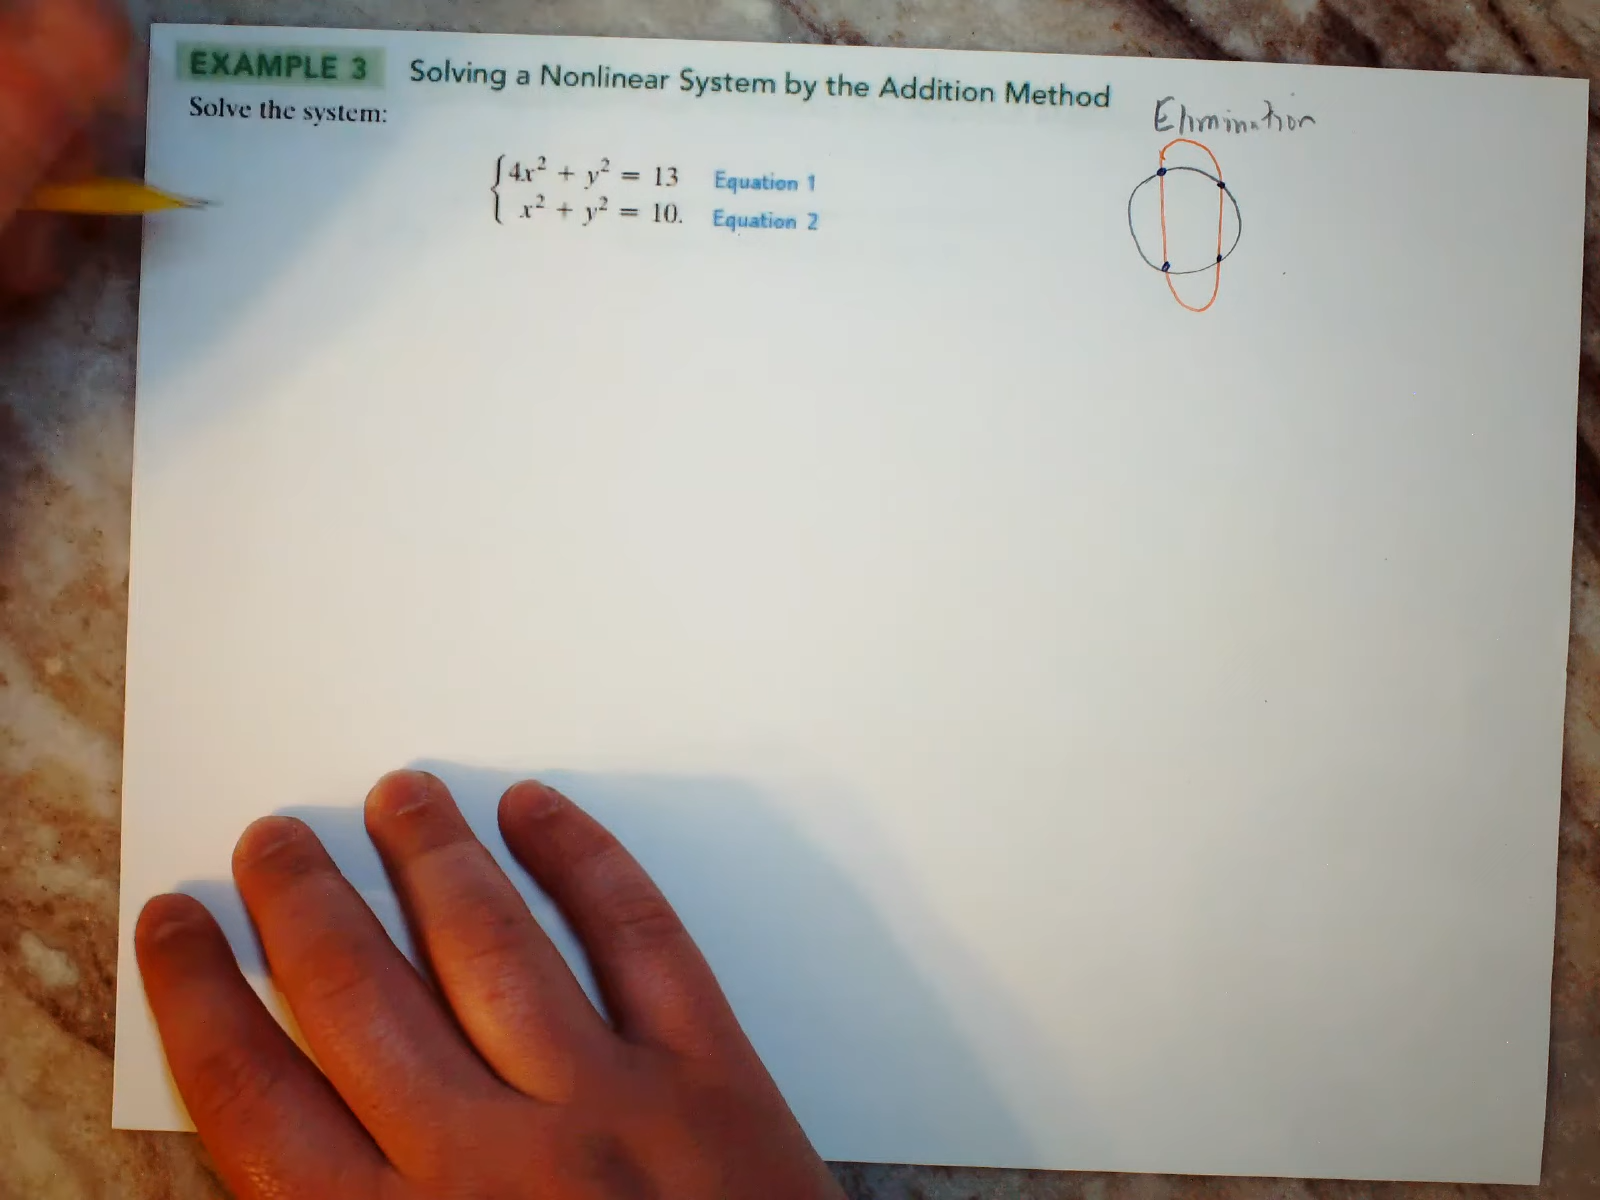 EXAMPLE 3 Solving a Nonlinear System by the Addition Method
Elimination
Solve the system:
4x² + y² = 13 Equation 1
x² + y² = 10. Equation 2